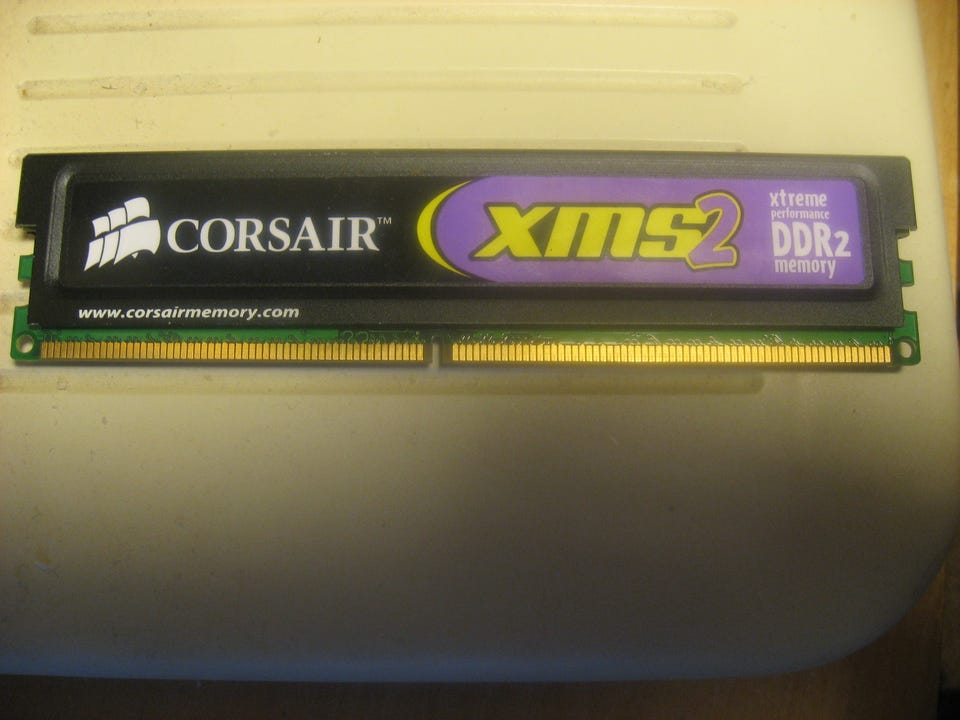 CORSAIR™
xms2
xtreme
performance
DDR2
memory
www.corsairmemory.com